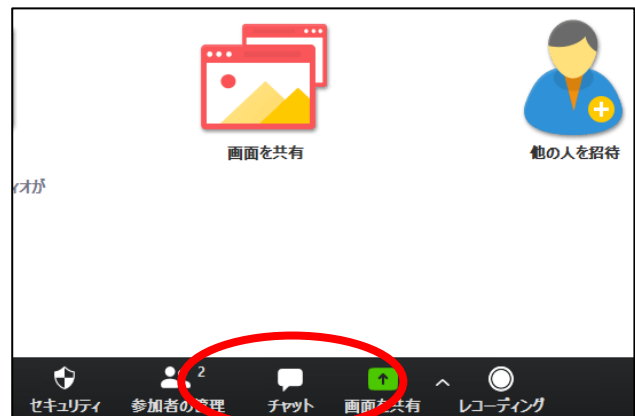 画面を共有
他の人を招待
ィオが
2
セキュリティ
参加者の管理
チャット
画面を共有
レコーディング